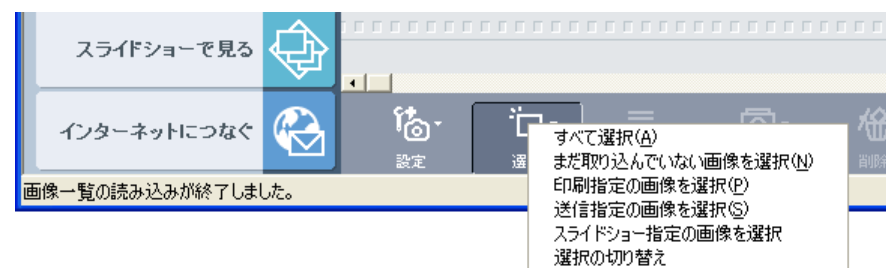 スライドショーで見る
インターネットにつなぐ
設定
選
削除
すべて選択(A)
まだ取り込んでいない画像を選択(N)
印刷指定の画像を選択(P)
送信指定の画像を選択(S)
スライドショー指定の画像を選択
選択の切り替え
画像一覧の読み込みが終了しました。